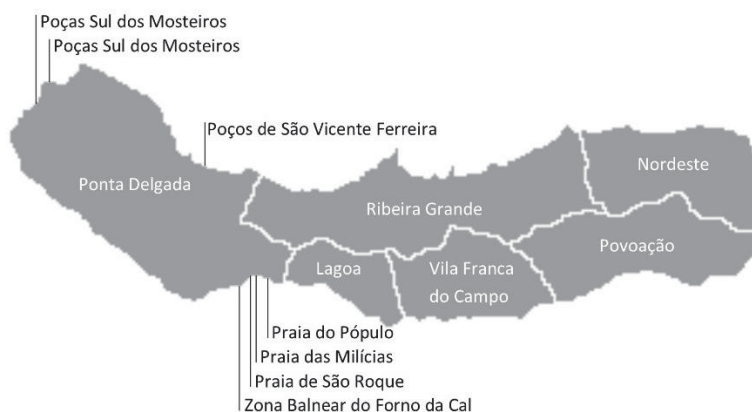 Poças Sul dos Mosteiros
Poças Sul dos Mosteiros
Poços de São Vicente Ferreira
Nordeste
Ponta Delgada
Ribeira Grande
Povoação
Lagoa
Vila Franca
do Campo
Praia do Pópulo
Praia das Milícias
Praia de São Roque
Zona Balnear do Forno da Cal